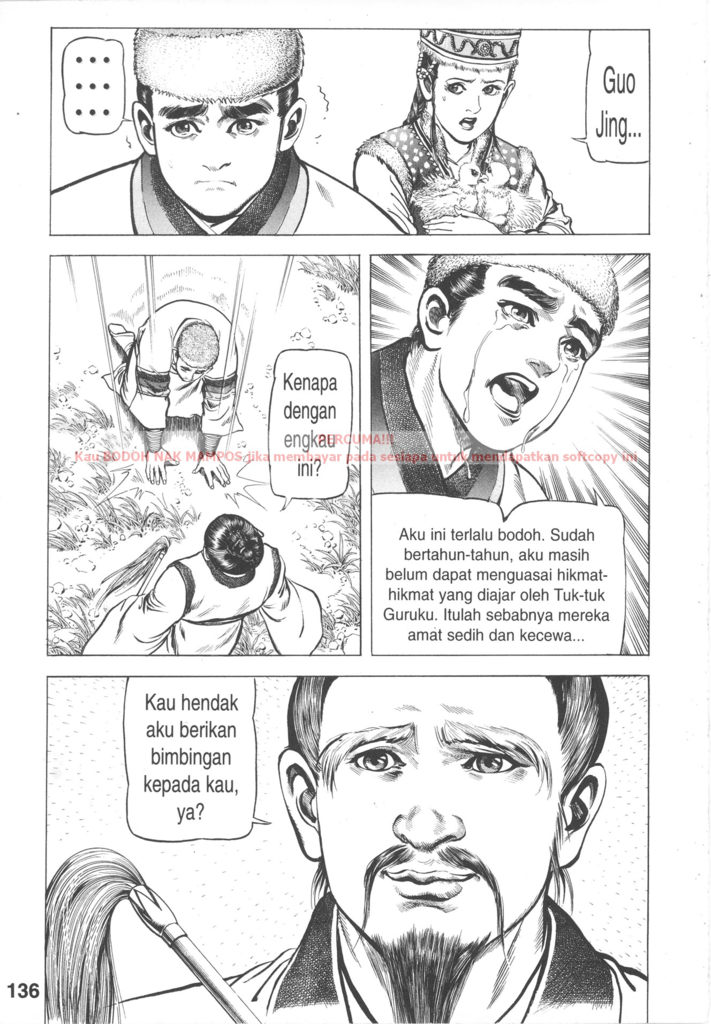 ... ... ...
Guo
Jing...
Kenapa
dengan
engkau
ini?
PERCUMA!!!
Kau BODOH NAK MAMPOS jika membayar pada sesiapa untuk mendapatkan softcopy ini
Aku ini terlalu bodoh. Sudah
bertahun-tahun, aku masih
belum dapat menguasai hikmat-
hikmat yang diajar oleh Tuk-tuk
Guruku. Itulah sebabnya mereka
amat sedih dan kecewa...
Kau hendak
aku berikan
bimbingan
kepada kau,
ya?
136